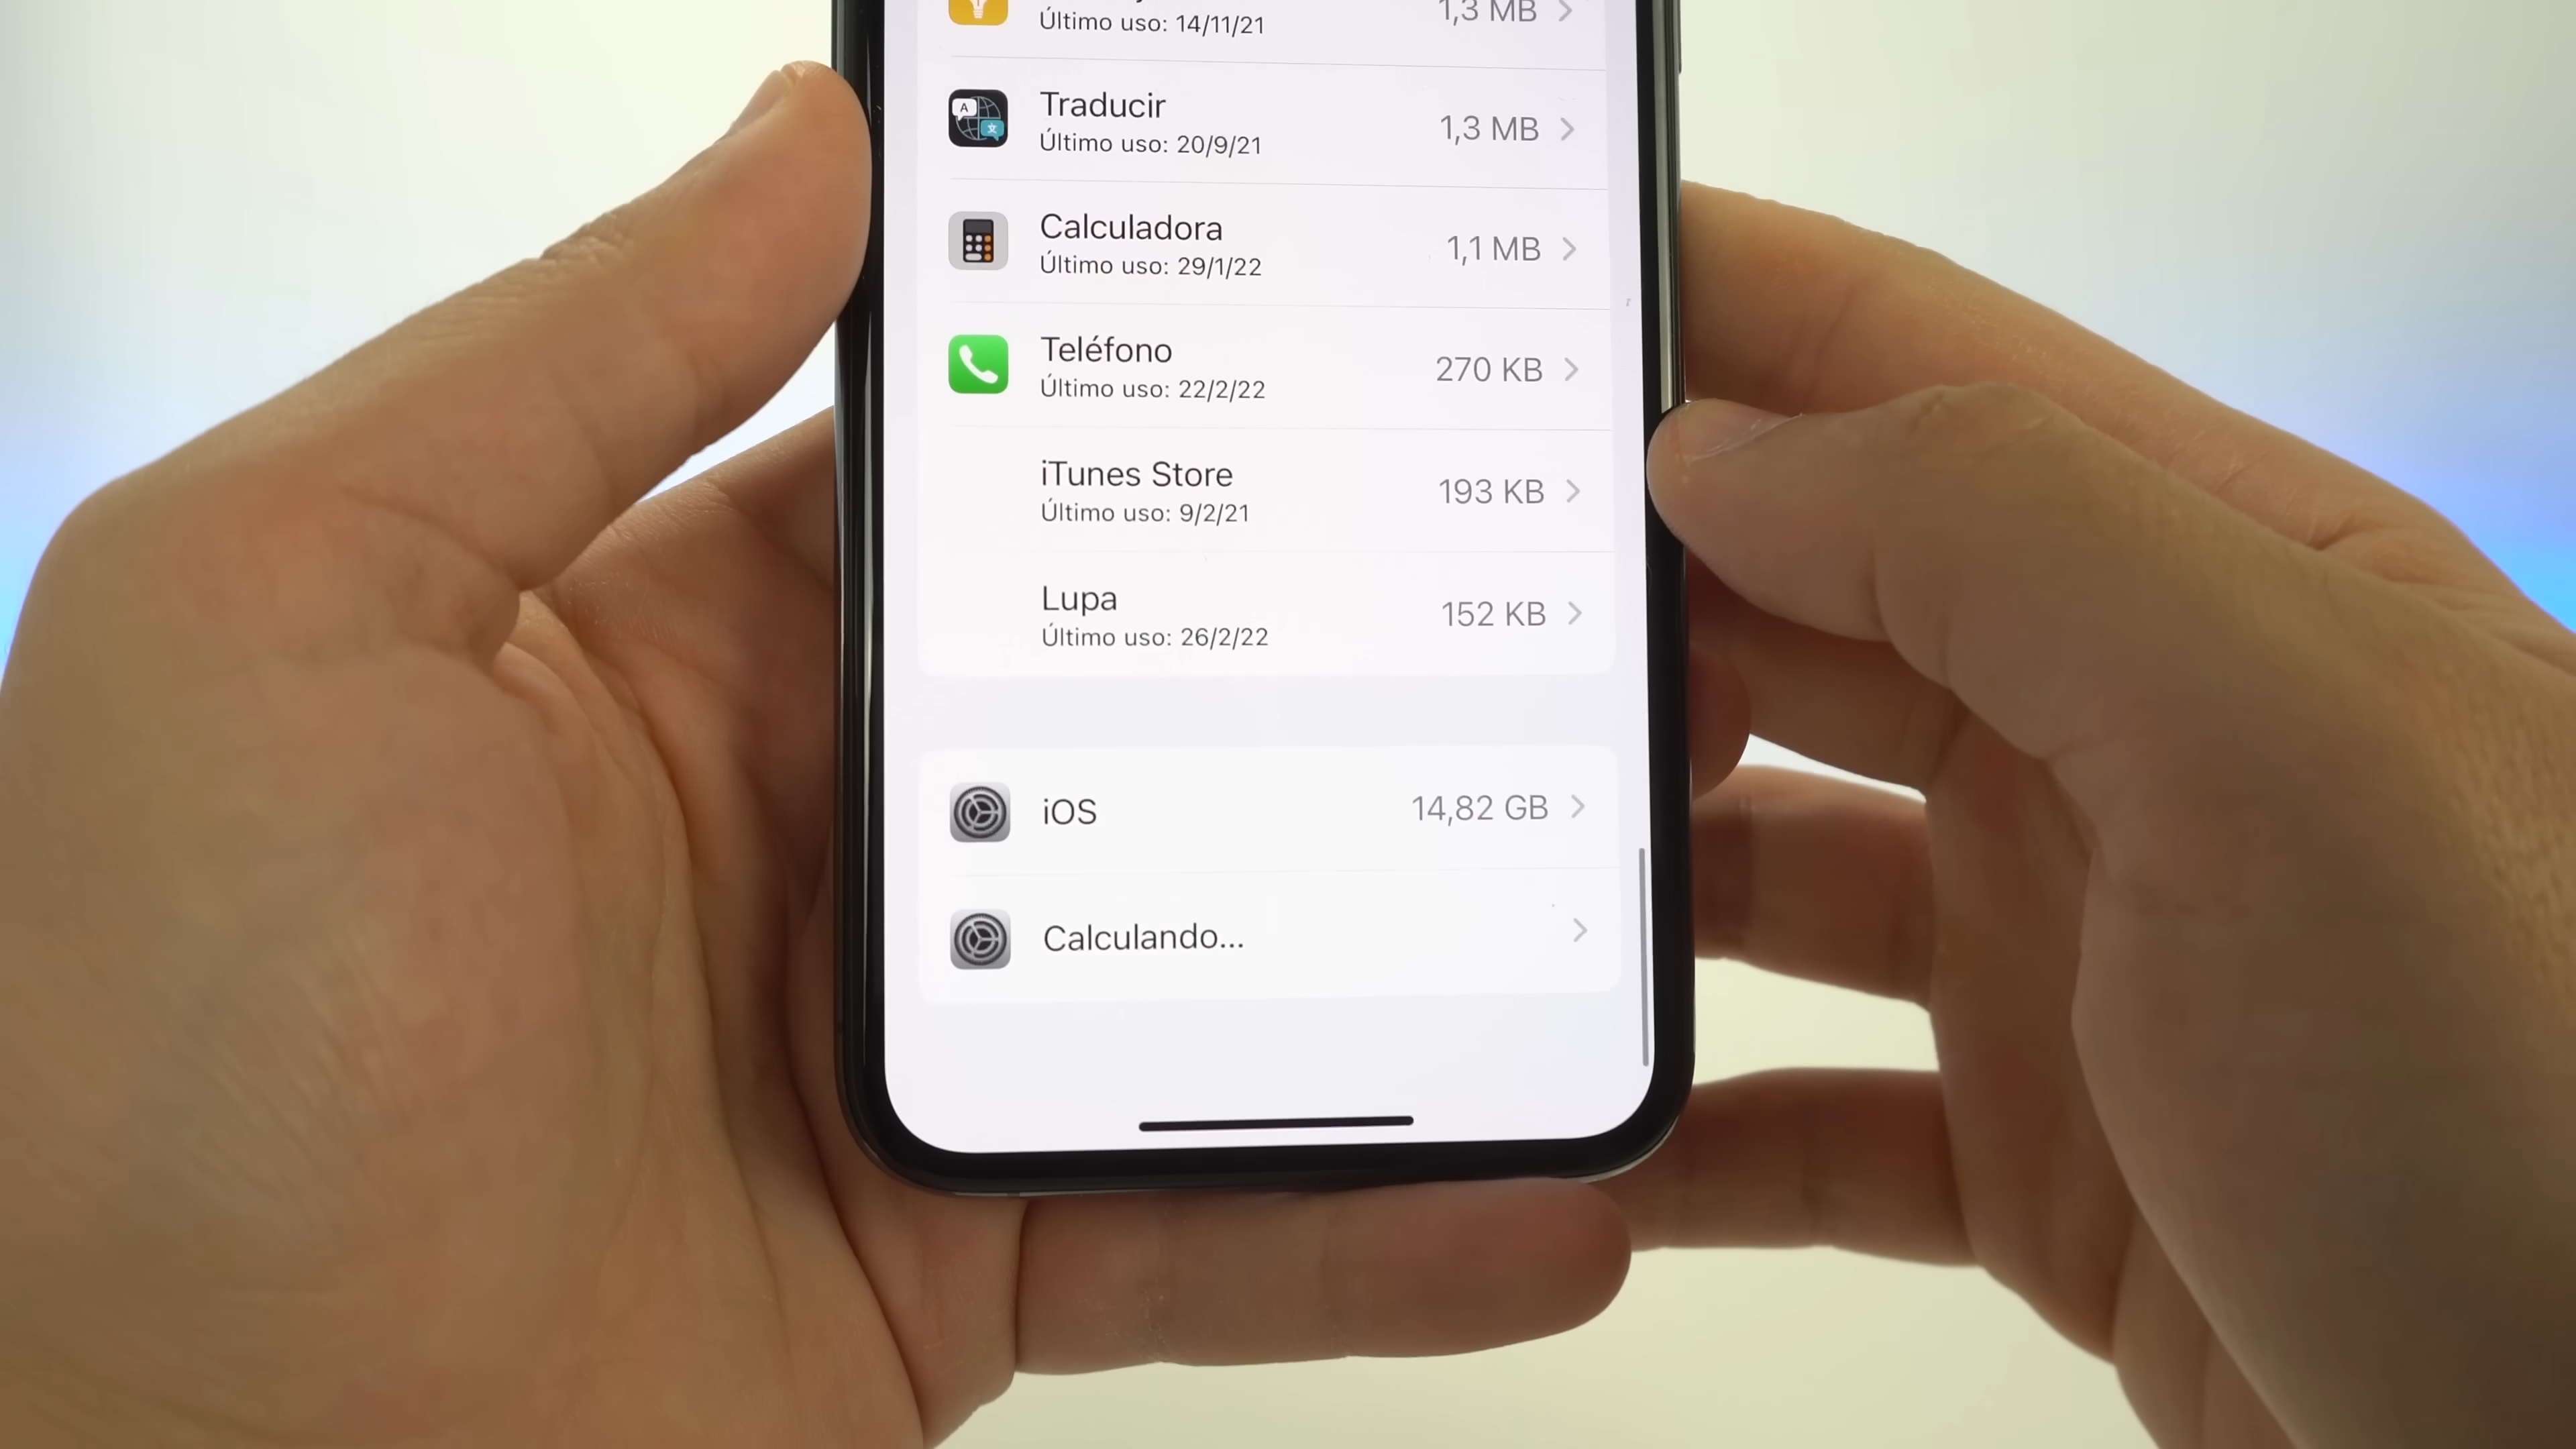 Último uso: 14/11/21
1,3 MB
Traducir
Último uso: 20/9/21
1,3 MB
Calculadora
Último uso: 29/1/22
1,1 MB
Teléfono
Último uso: 22/2/22
270 KB
iTunes Store
Último uso: 9/2/21
193 KB
Lupa
Último uso: 26/2/22
152 KB
iOS
14,82 GB
Calculando...